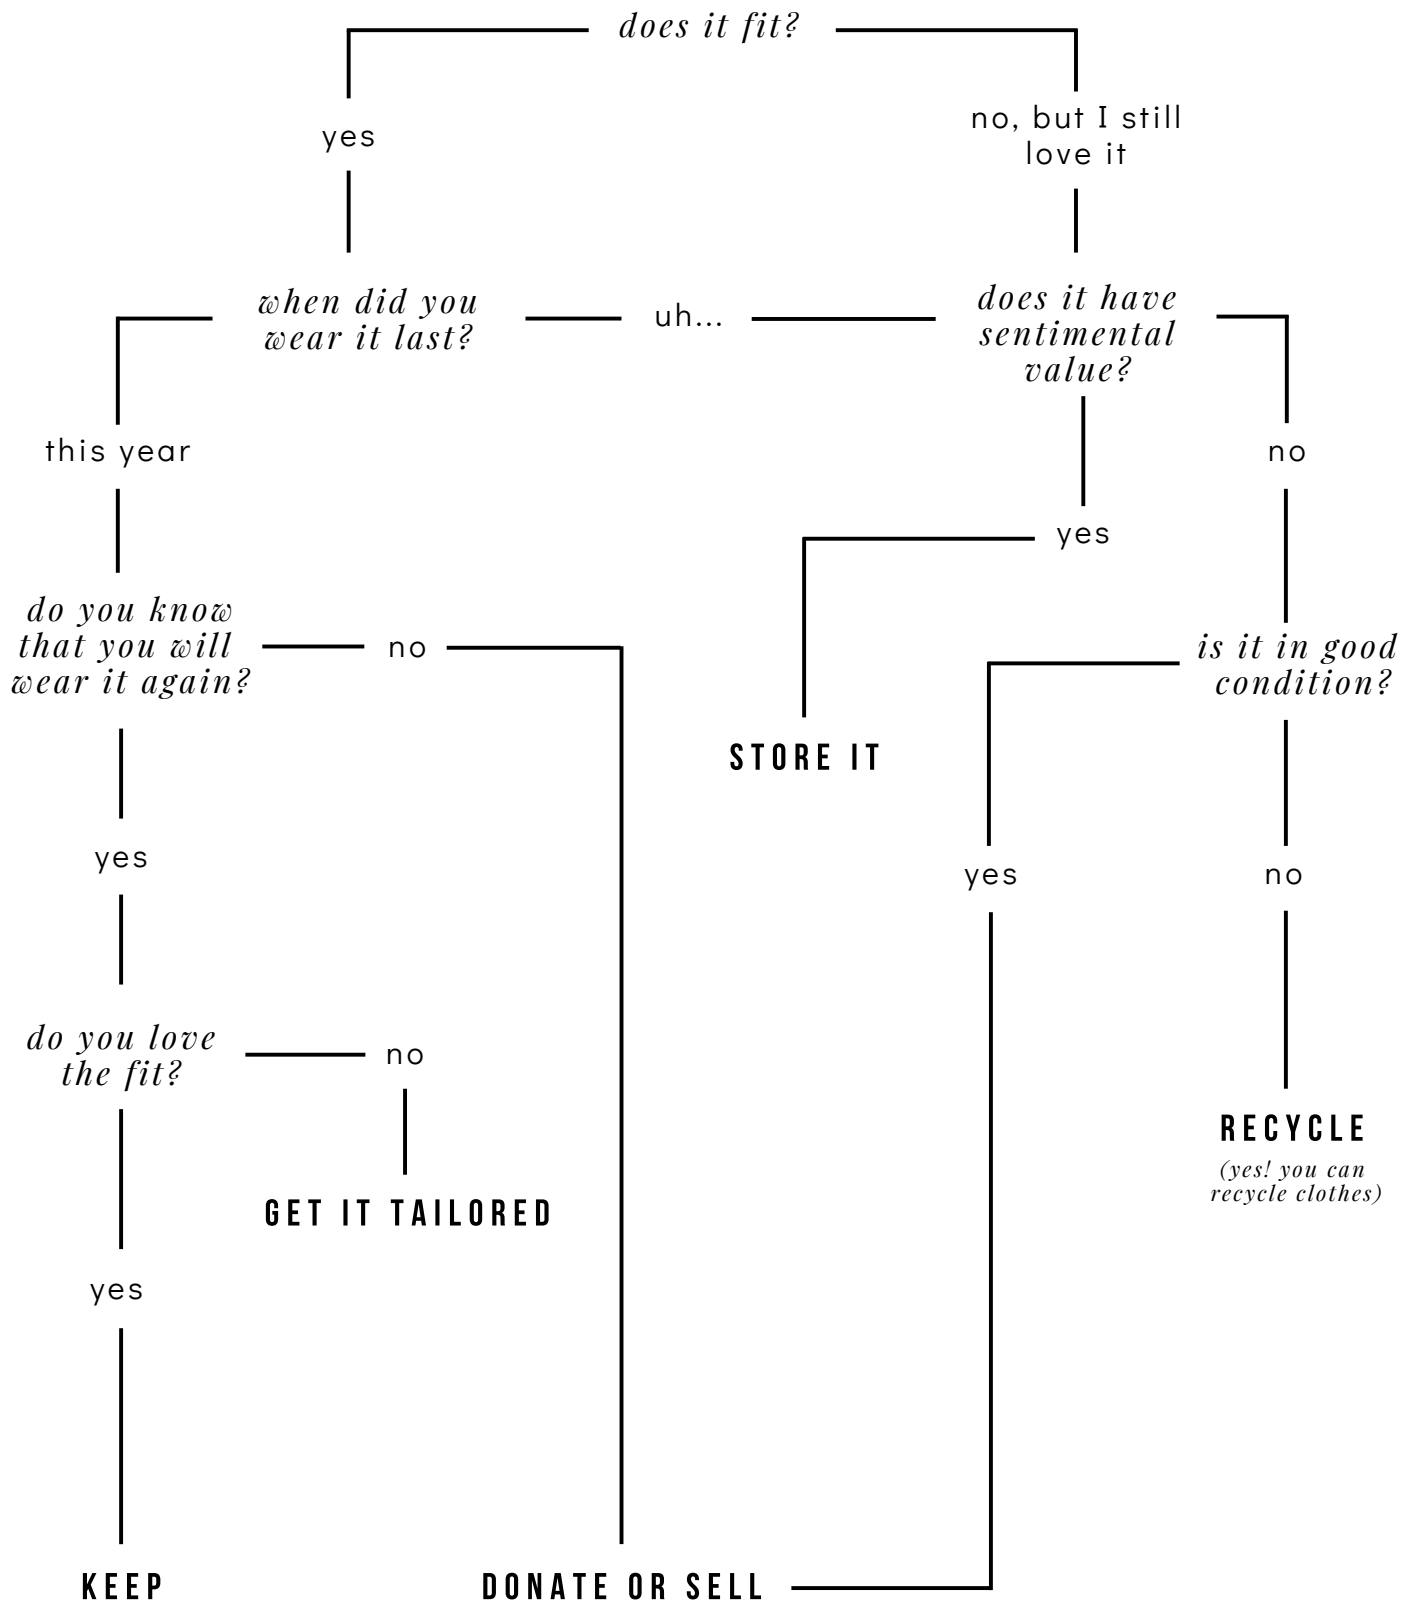 does it fit?
yes
no, but I still
love it
when did you
wear it last?
uh...
does it have
sentimental
value?
this year
no
yes
do you know
that you will
wear it again?
no
is it in good
condition?
STORE IT
yes
yes
no
do you love
the fit?
no
RECYCLE
(yes! you can
recycle clothes)
GET IT TAILORED
yes
KEEP
DONATE OR SELL